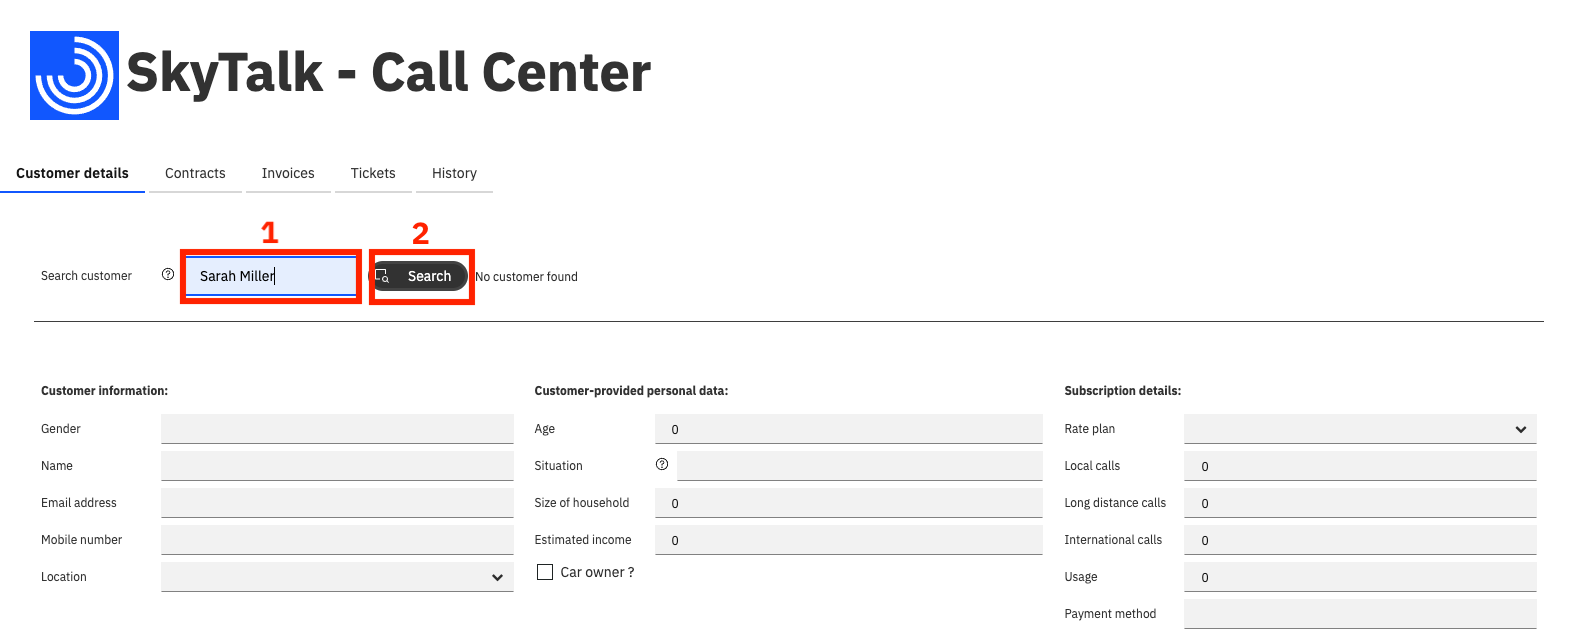 SkyTalk - Call Center
Customer details Contracts Invoices Tickets History
1 2
Search customer Sarah Miller Search No customer found
Customer information: Customer-provided personal data: Subscription details:
Gender Age 0 Rate plan
Name Situation Local calls 0
Email address Size of household 0 Long distance calls 0
Mobile number Estimated income 0 International calls 0
Location Car owner ? Usage 0
Payment method